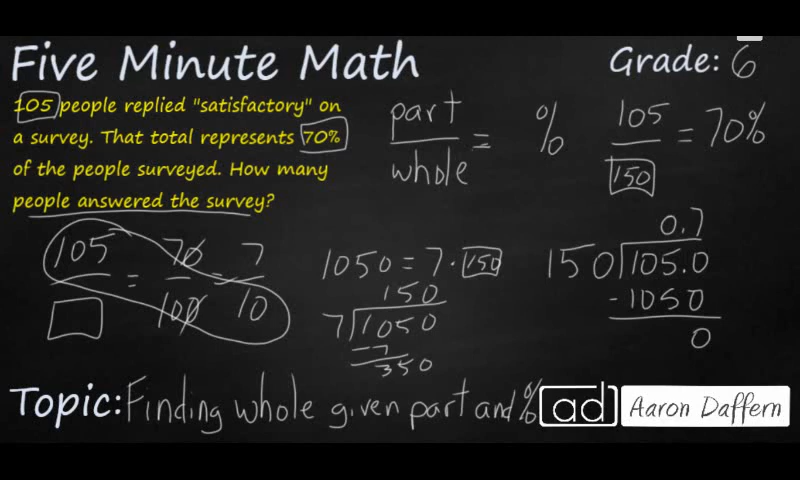 Five Minute Math
Grade: 6
105 people replied "satisfactory" on
a survey. That total represents 70%
of the people surveyed. How many
people answered the survey?
part
whole
= %
105
150
= 70%
105
= 70
100
= 7
10
1050 = 7 · 150
150
7 1050
-7
350
0.7
150 105.0
-1050
0
Topic: Finding whole given part and %
ad
Aaron Daffern